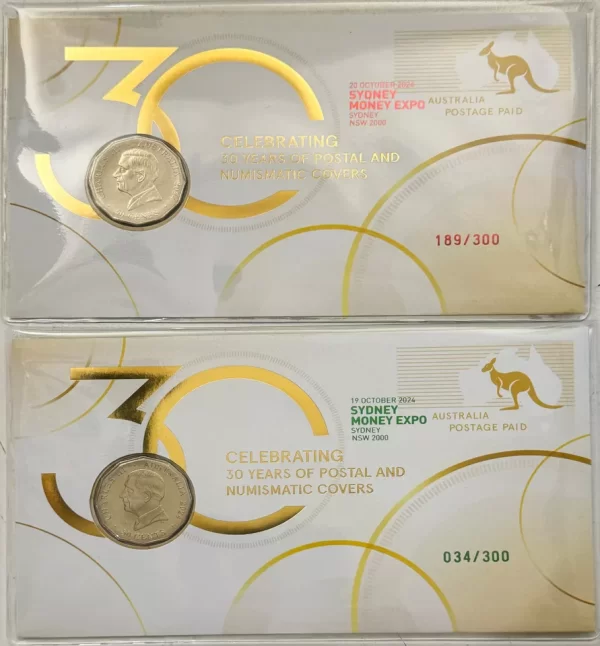 30
20 OCTOBER 2024
SYDNEY
MONEY EXPO
SYDNEY
NSW 2000
AUSTRALIA
POSTAGE PAID
CELEBRATING
30 YEARS OF POSTAL AND
NUMISMATIC COVERS
189/300
30
19 OCTOBER 2024
SYDNEY
MONEY EXPO
SYDNEY
NSW 2000
AUSTRALIA
POSTAGE PAID
CELEBRATING
30 YEARS OF POSTAL AND
NUMISMATIC COVERS
034/300